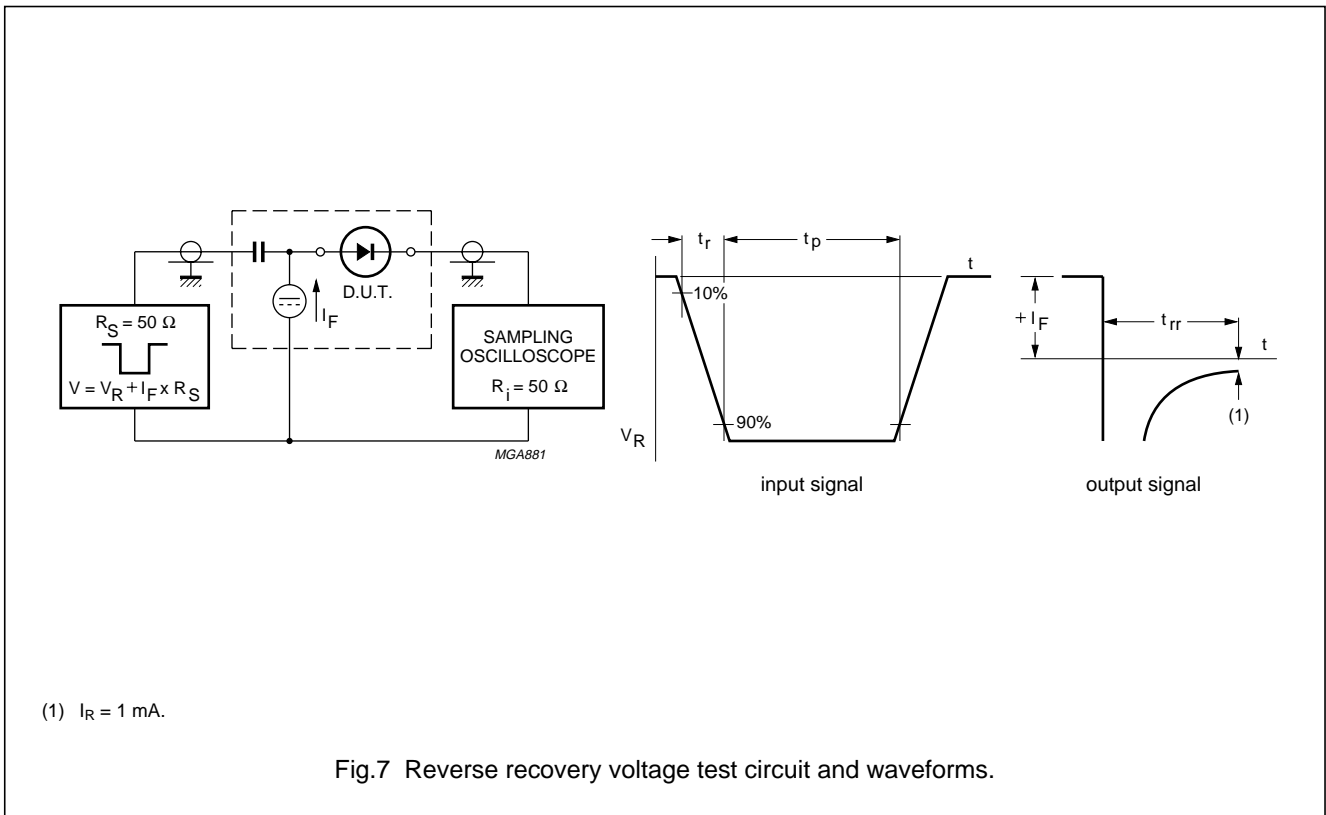 R_S = 50 Ω
V = V_R + I_F x R_S
I_F
D.U.T.
SAMPLING
OSCILLOSCOPE
R_i = 50 Ω
MGA881
t_r
t_p
t
10%
90%
V_R
input signal
+ I_F
t_rr
t
(1)
output signal
(1) I_R = 1 mA.
Fig.7 Reverse recovery voltage test circuit and waveforms.